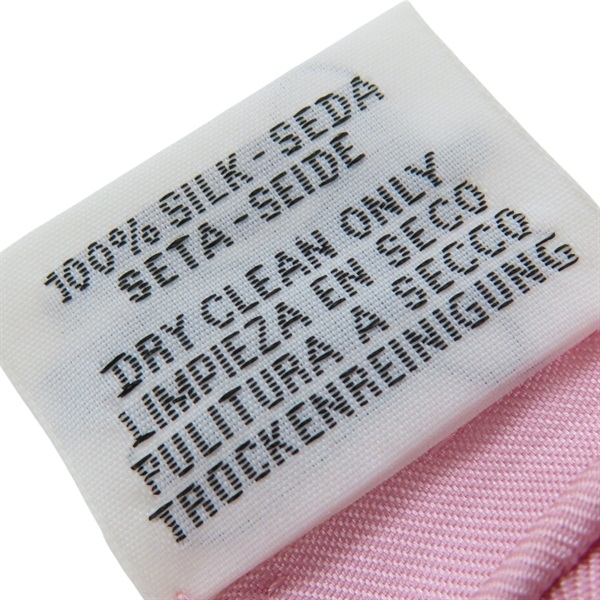 100% SILK-SEDA
SETA-SEIDE
DRY CLEAN ONLY
LIMPIEZA EN SECO
PULITURA A SECCO
TROCKENREINIGUNG